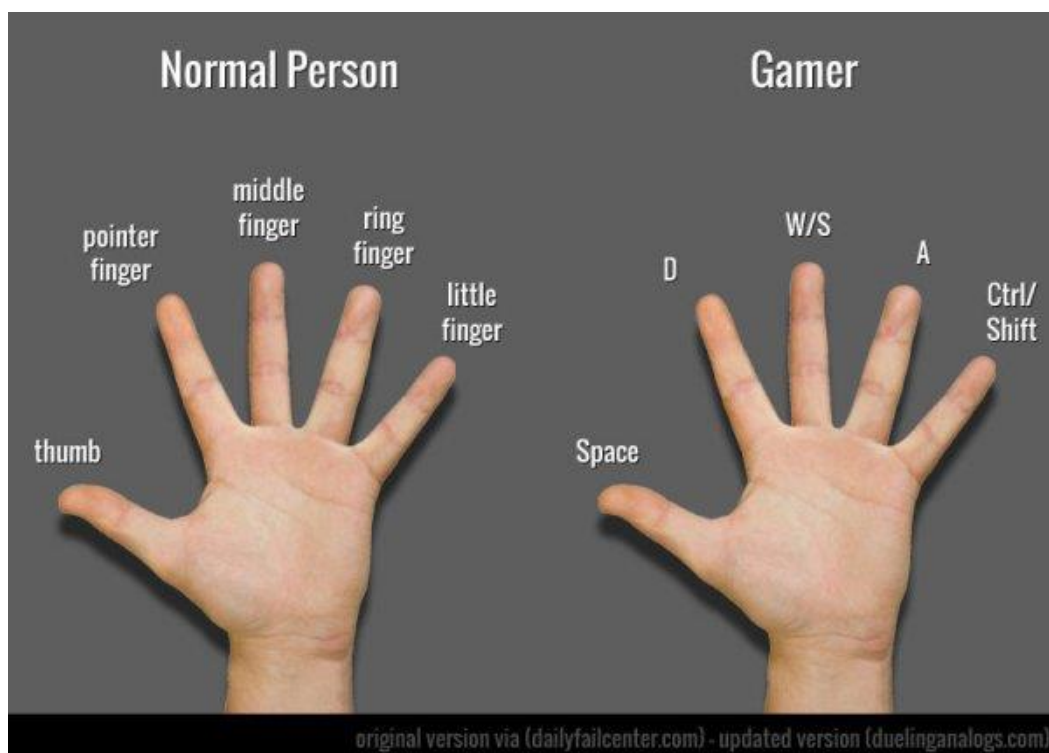 Normal Person
Gamer
middle
finger
pointer
finger
ring
finger
little
finger
thumb
W/S
D
A
Ctrl/
Shift
Space
original version via (dailyfailcenter.com) - updated version (duelinganalogs.com)